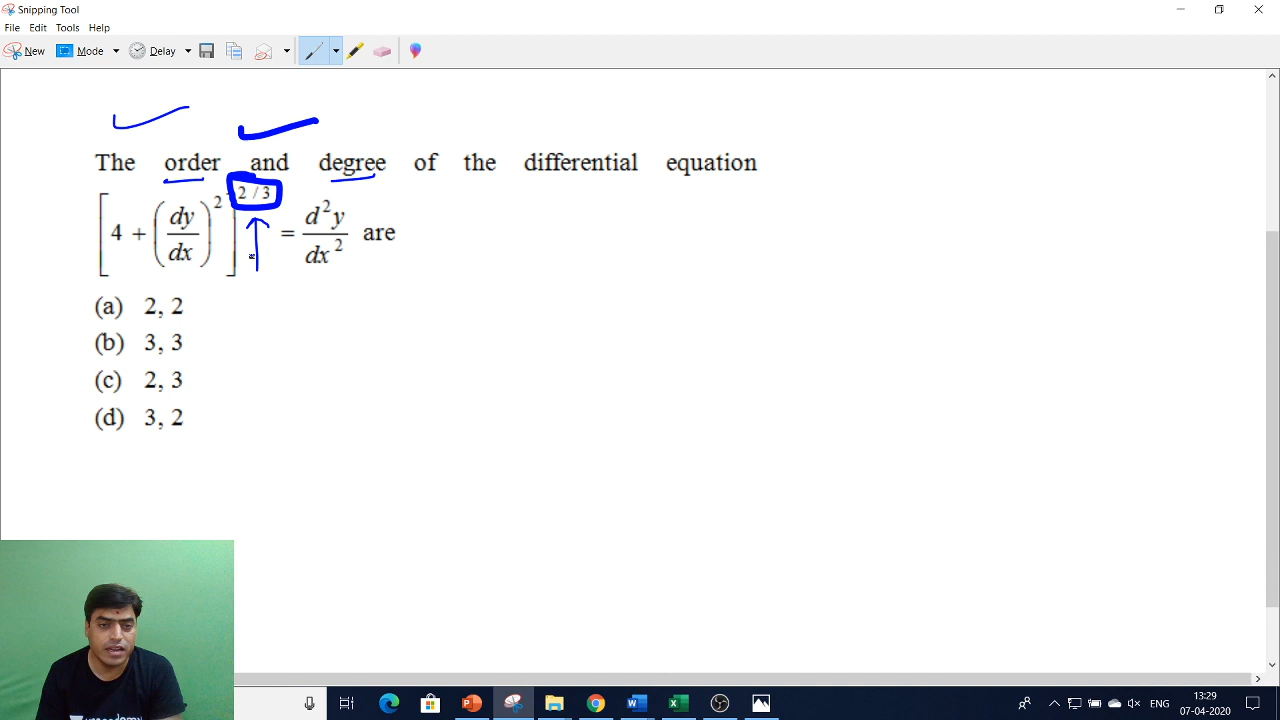 Snipping Tool
File Edit Tools Help
New Mode Delay
The order and degree of the differential equation
[4 + (dy/dx)^2]^{2/3} = d^2y/dx^2 are
(a) 2, 2
(b) 3, 3
(c) 2, 3
(d) 3, 2
ENG
13:29
07-04-2020